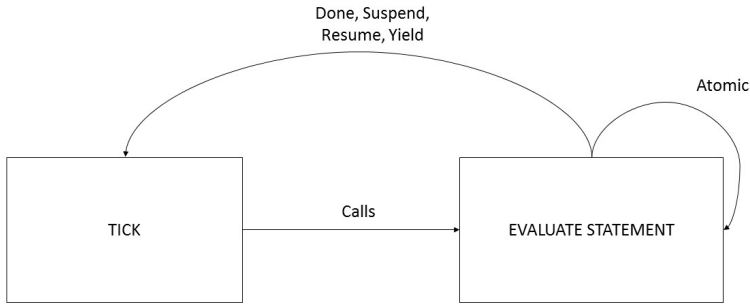 Done, Suspend,
Resume, Yield
Atomic
Calls
TICK
EVALUATE STATEMENT